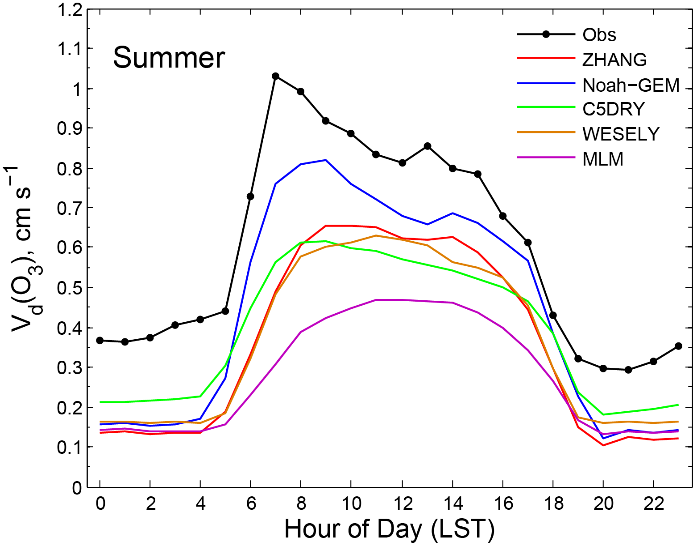 Summer
Obs
ZHANG
Noah−GEM
C5DRY
WESELY
MLM
V_d(O_3), cm s^−1
1.2
1.1
1
0.9
0.8
0.7
0.6
0.5
0.4
0.3
0.2
0.1
0
0 2 4 6 8 10 12 14 16 18 20 22
Hour of Day (LST)